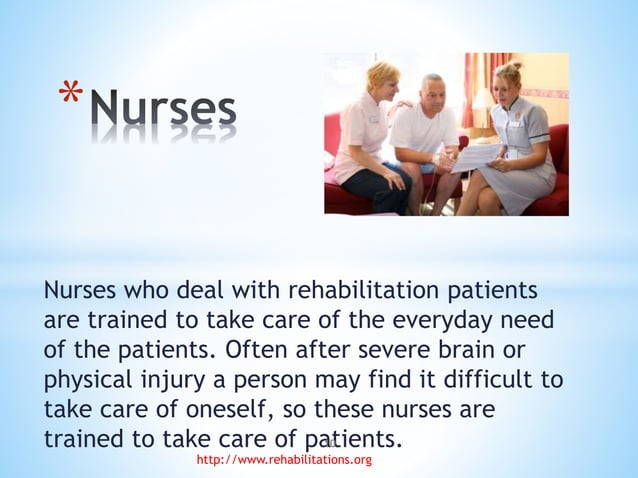 *Nurses
Nurses who deal with rehabilitation patients
are trained to take care of the everyday need
of the patients. Often after severe brain or
physical injury a person may find it difficult to
take care of oneself, so these nurses are
trained to take care of patients.
http://www.rehabilitations.org